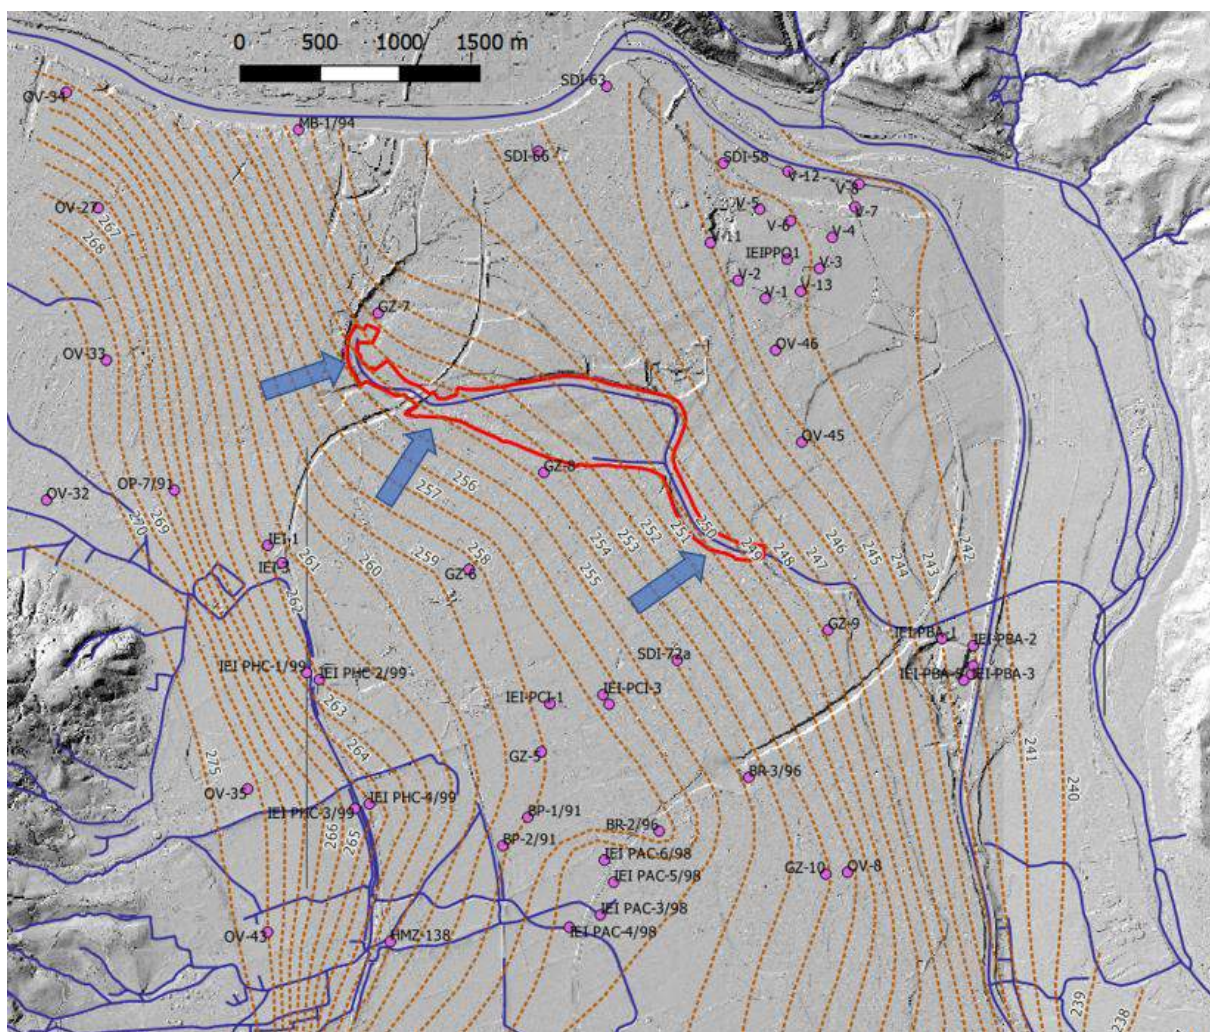 0 500 1000 1500 m
SDI-63
OV-34
MB-1/94
SDI-66
SDI-58
V-12
V-8
OV-27
V-5
V-7
267
V-6
V-4
268
V-11
IEIPPO1
V-3
V-2
V-13
V-1
GZ-7
OV-46
OV-33
OV-45
GZ-8
256
OP-7/91
257
OV-32
270
269
250
251
252
253
254
255
249
248
247
246
245
244
243
242
IEI-1
IEI-3
261
260
259
258
GZ-6
262
GZ-9
IEI-PBA-1
IEI-PBA-2
SDI-72a
IEI PHC-1/99
IEI PHC-2/99
IEI-PBA-5
IEI-PBA-3
IEI-PCI-1
IEI-PCI-3
263
264
241
GZ-5
275
OV-35
BR-3/96
240
IEI PHC-4/99
IEI PHC-3/99
BP-1/91
BR-2/96
266
265
BP-2/91
IEI PAC-6/98
GZ-10
OV-8
IEI PAC-5/98
IEI PAC-3/98
IEI PAC-4/98
OV-43
HMZ-138
239
238